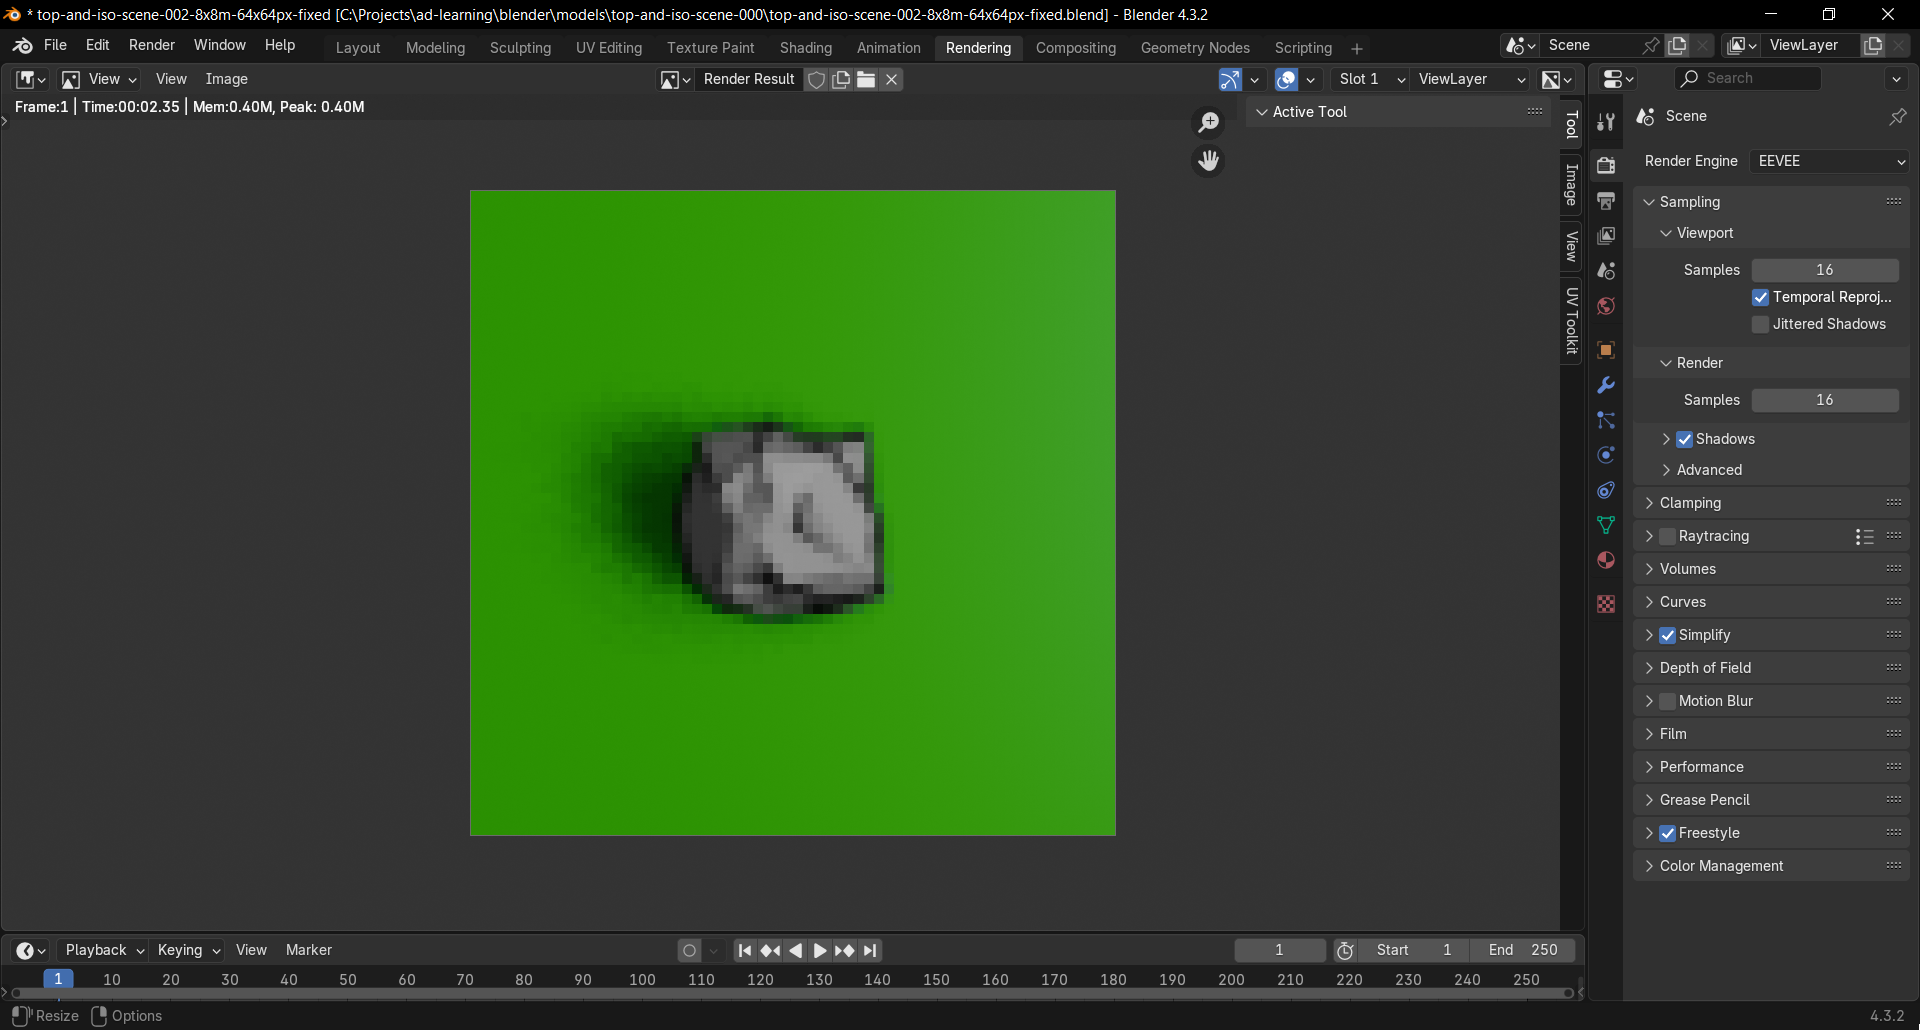 * top-and-iso-scene-002-8x8m-64x64px-fixed [C:\Projects\ad-learning\blender\models\top-and-iso-scene-000\top-and-iso-scene-002-8x8m-64x64px-fixed.blend] - Blender 4.3.2
File Edit Render Window Help Layout Modeling Sculpting UV Editing Texture Paint Shading Animation Rendering Compositing Geometry Nodes Scripting + Scene ViewLayer
View View Image Render Result Slot 1 ViewLayer Search
Frame:1 | Time:00:02.35 | Mem:0.40M, Peak: 0.40M
Active Tool
Tool
Image
View
UV Toolkit
Scene
Render Engine EEVEE
Sampling
Viewport
Samples 16
Temporal Reproj...
Jittered Shadows
Render
Samples 16
Shadows
Advanced
Clamping
Raytracing
Volumes
Curves
Simplify
Depth of Field
Motion Blur
Film
Performance
Grease Pencil
Freestyle
Color Management
Playback Keying View Marker 1 Start 1 End 250
1 10 20 30 40 50 60 70 80 90 100 110 120 130 140 150 160 170 180 190 200 210 220 230 240 250
Resize Options 4.3.2